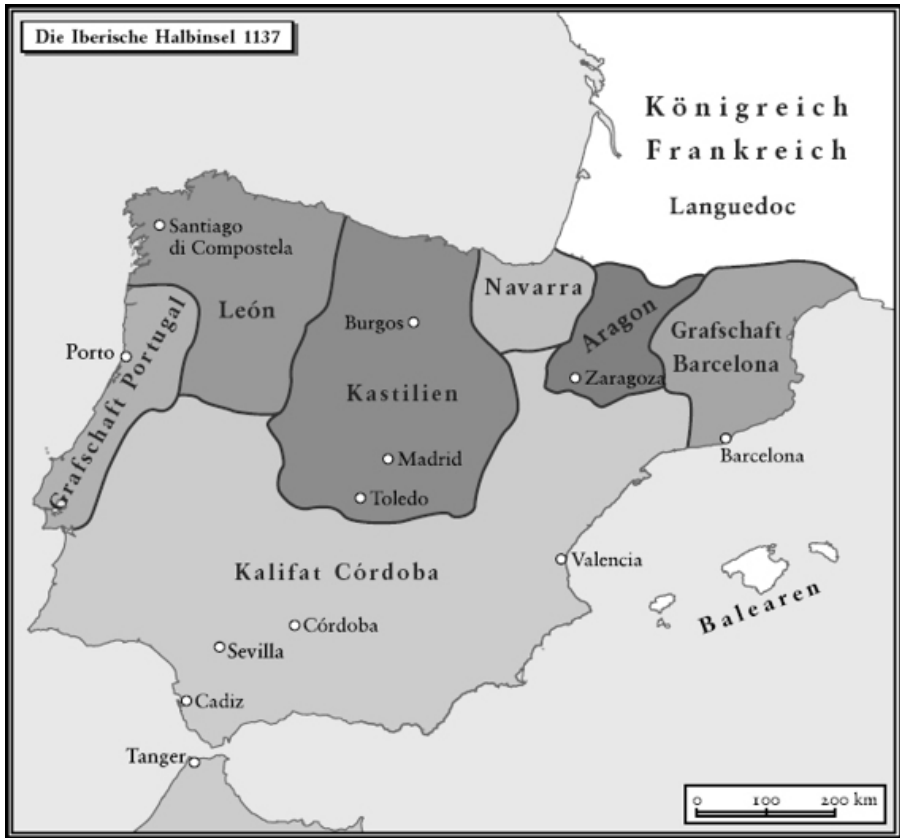 Die Iberische Halbinsel 1137
Königreich
Frankreich
Languedoc
Santiago
di Compostela
León
Navarra
Aragon
Grafschaft
Barcelona
Burgos
Porto
Grafschaft Portugal
Kastilien
Zaragoza
Madrid
Barcelona
Toledo
Valencia
Kalifat Córdoba
Balearen
Córdoba
Sevilla
Cadiz
Tanger
0 100 200 km